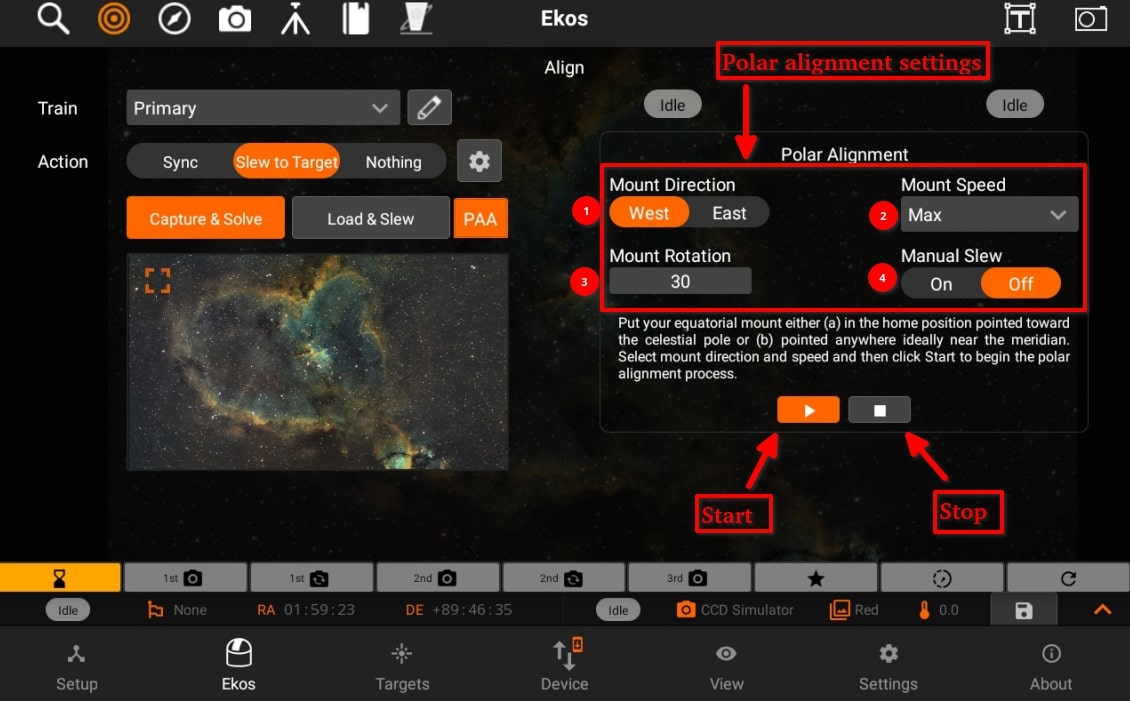 Ekos
Align
Polar alignment settings
Train
Primary
Idle
Idle
Action
Sync
Slew to Target
Nothing
Capture & Solve
Load & Slew
PAA
Polar Alignment
Mount Direction
Mount Speed
1
West
East
2
Max
Mount Rotation
Manual Slew
3
30
4
On
Off
Put your equatorial mount either (a) in the home position pointed toward
the celestial pole or (b) pointed anywhere ideally near the meridian.
Select mount direction and speed and then click Start to begin the polar
alignment process.
Start
Stop
1st
1st
2nd
2nd
3rd
Idle
None
RA 01:59:23
DE +89:46:35
Idle
CCD Simulator
Red
0.0
Setup
Ekos
Targets
Device
View
Settings
About